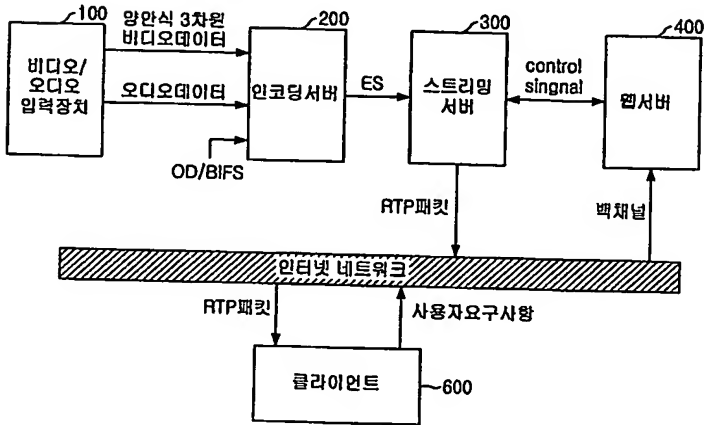 100
비디오/
오디오
입력장치
양안식 3차원
비디오데이터
오디오데이터
OD/BIFS
200
인코딩서버
ES
300
스트리밍
서버
control
singnal
400
웹서버
RTP패킷
백채널
인터넷 네트워크
RTP패킷
사용자요구사항
클라이언트
600